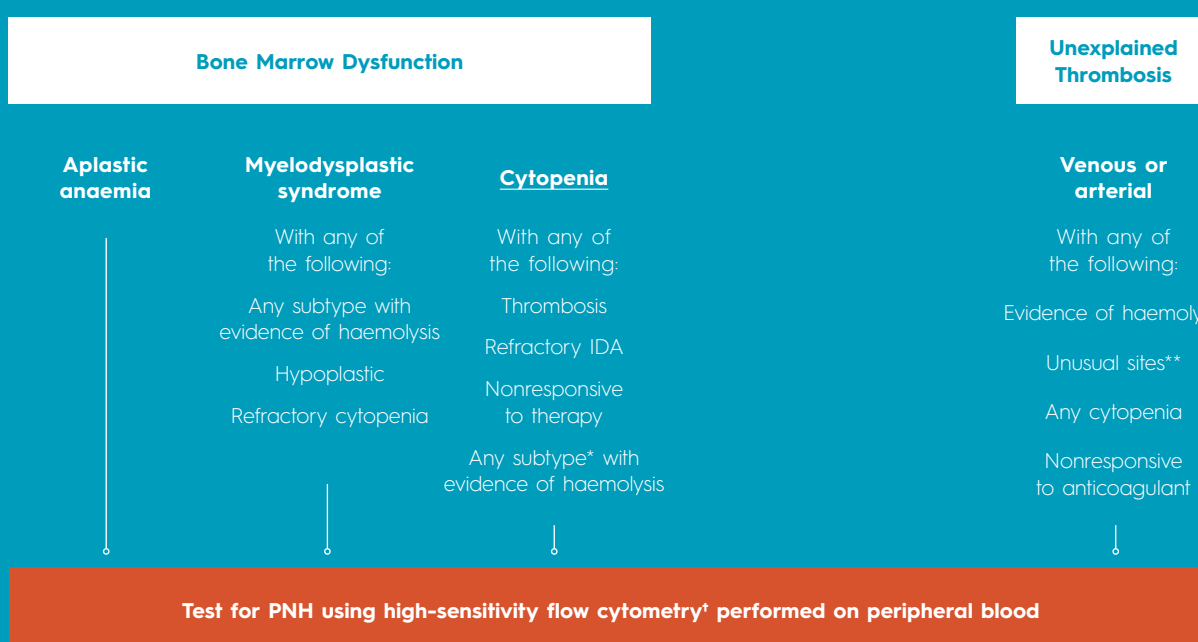 Bone Marrow Dysfunction
Unexplained
Thrombosis
Aplastic
anaemia
Myelodysplastic
syndrome
With any of
the following:
Any subtype with
evidence of haemolysis
Hypoplastic
Refractory cytopenia
Cytopenia
With any of
the following:
Thrombosis
Refractory IDA
Nonresponsive
to therapy
Any subtype* with
evidence of haemolysis
Venous or
arterial
With any of
the following:
Evidence of haemoly
Unusual sites**
Any cytopenia
Nonresponsive
to anticoagulant
Test for PNH using high-sensitivity flow cytometry† performed on peripheral blood